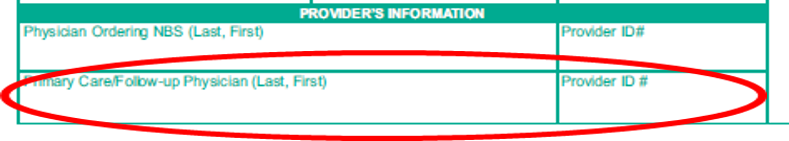 PROVIDER'S INFORMATION
Physician Ordering NBS (Last, First) Provider ID#
Primary Care/Follow-up Physician (Last, First) Provider ID #